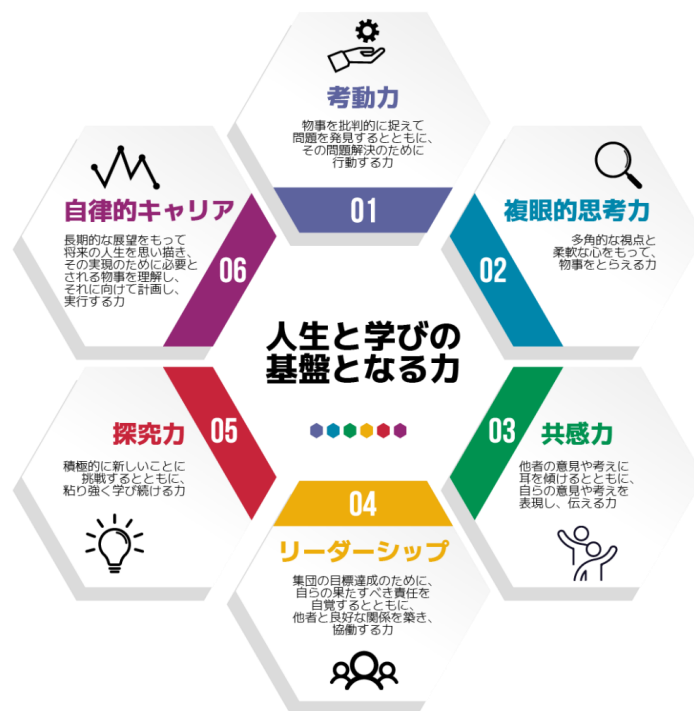 考動力
物事を批判的に捉えて
問題を発見するとともに、
その問題解決のために
行動する力
01
複眼的思考力
多角的な視点と
柔軟な心をもって、
物事をとらえる力
02
03
共感力
他者の意見や考えに
耳を傾けるとともに、
自らの意見や考えを
表現し、伝える力
04
リーダーシップ
集団の目標達成のために、
自らの果たすべき責任を
自覚するとともに、
他者と良好な関係を築き、
協働する力
探究力
05
積極的に新しいことに
挑戦するとともに、
粘り強く学び続ける力
自律的キャリア
長期的な展望をもって
将来の人生を思い描き、
その実現のために必要と
される物事を理解し、
それに向けて計画し、
実行する力
06
人生と学びの
基盤となる力